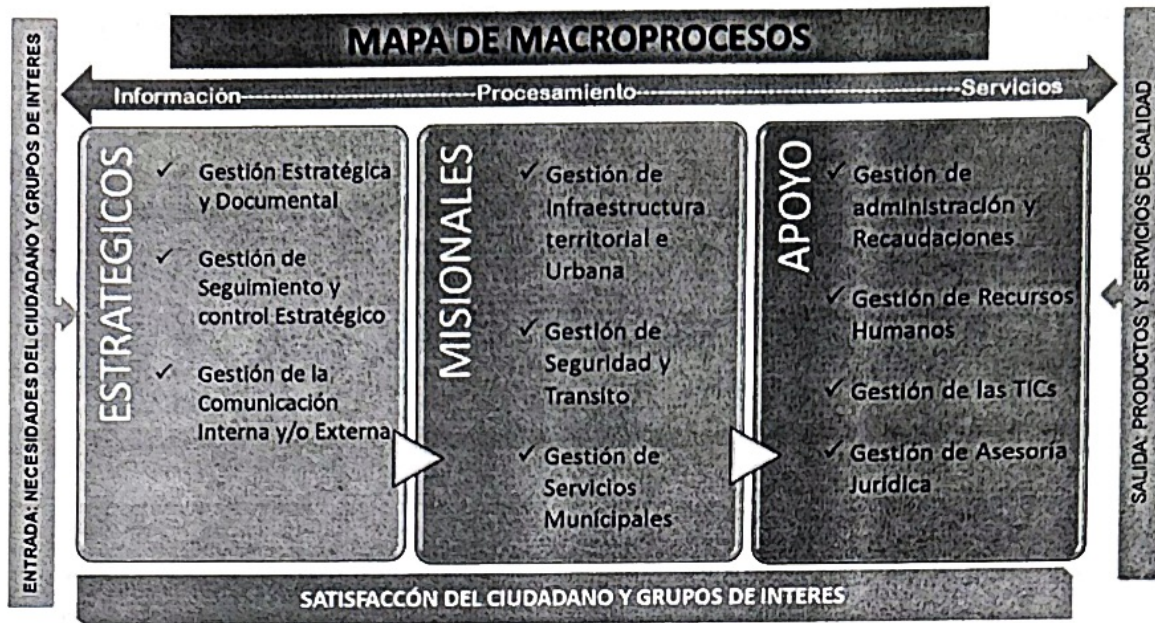 MAPA DE MACROPROCESOS
Información Procesamiento Servicios
ENTRADA: NECESIDADES DEL CIUDADANO Y GRUPOS DE INTERES
ESTRATEGICOS
✓ Gestión Estratégica
y Documental
✓ Gestión de
Seguimiento y
control Estratégico
✓ Gestión de la
Comunicación
Interna y/o Externa
MISIONALES
✓ Gestión de
Infraestructura
territorial e
Urbana
✓ Gestión de
Seguridad y
Transito
✓ Gestión de
Servicios
Municipales
APOYO
✓ Gestión de
administración y
Recaudaciones
✓ Gestión de Recursos
Humanos
✓ Gestión de las TICs
✓ Gestión de Asesoría
Jurídica
SALIDA: PRODUCTOS Y SERVICIOS DE CALIDAD
SATISFACCÓN DEL CIUDADANO Y GRUPOS DE INTERES